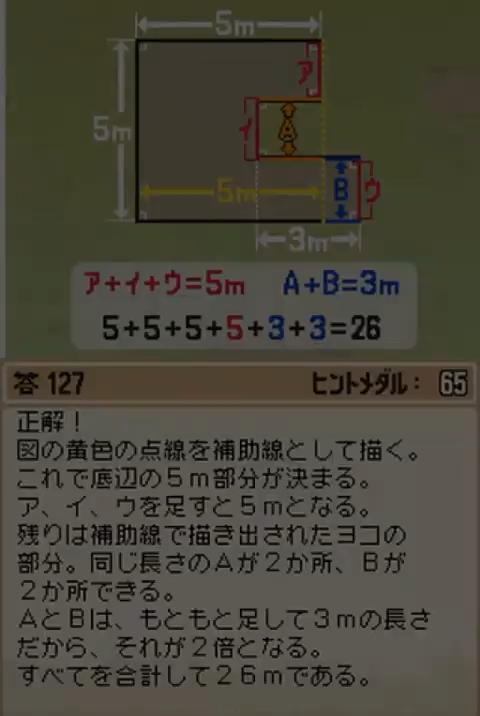 5m
ア
5m
イ
A
5m
B
ウ
3m
ア+イ+ウ=5m A+B=3m
5+5+5+5+3+3=26
答127 ヒントメダル：65
正解！
図の黄色の点線を補助線として描く。
これで底辺の５ｍ部分が決まる。
ア、イ、ウを足すと５ｍとなる。
残りは補助線で描き出されたヨコの
部分。同じ長さのＡが２か所、Ｂが
２か所できる。
ＡとＢは、もともと足して３ｍの長さ
だから、それが２倍となる。
すべてを合計して２６ｍである。